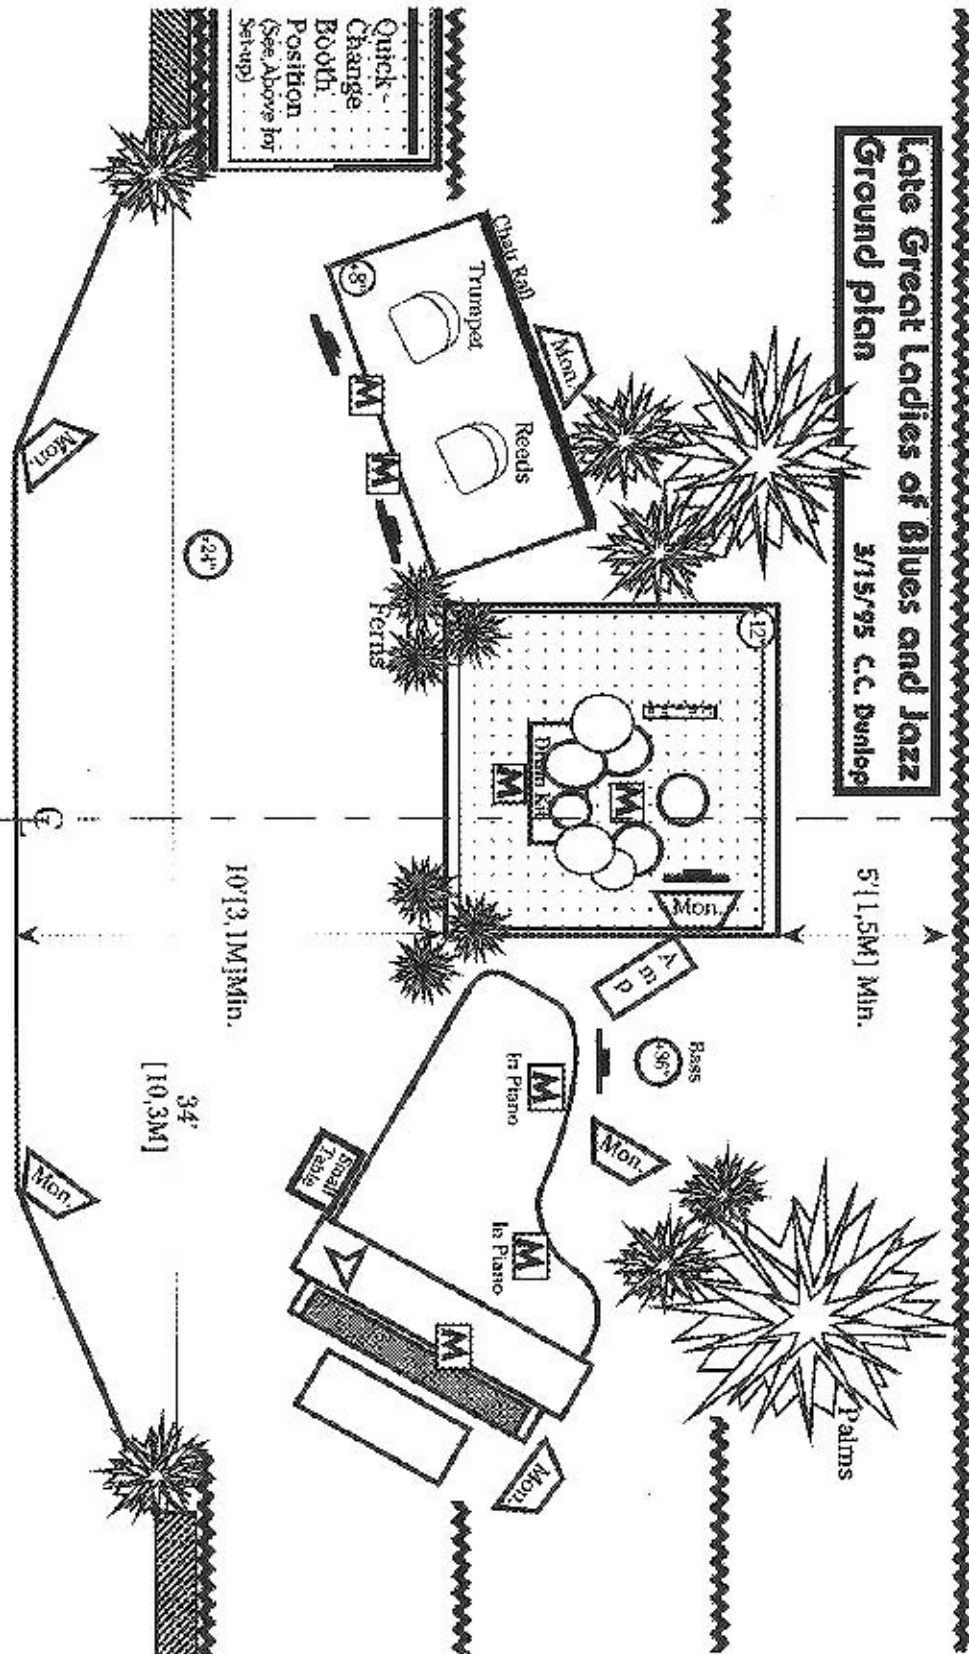 Late Great Ladies of Blues and Jazz
Ground plan
3/15/95 C.C. Dunlop
Quick-
Change
Booth
Position
(See Above for
Set-up)
Chair Rail
Trumpet
Reeds
+8"
M
M
Mon.
Mon.
Ferns
+12"
Drum Kit
M
M
Mon.
Amp
Bass
+36"
5'[1,5M] Min.
10'[3,1M]Min.
34'
[10,3M]
In Piano
M
In Piano
M
M
Small
Table
Mon.
Mon.
Mon.
Palms